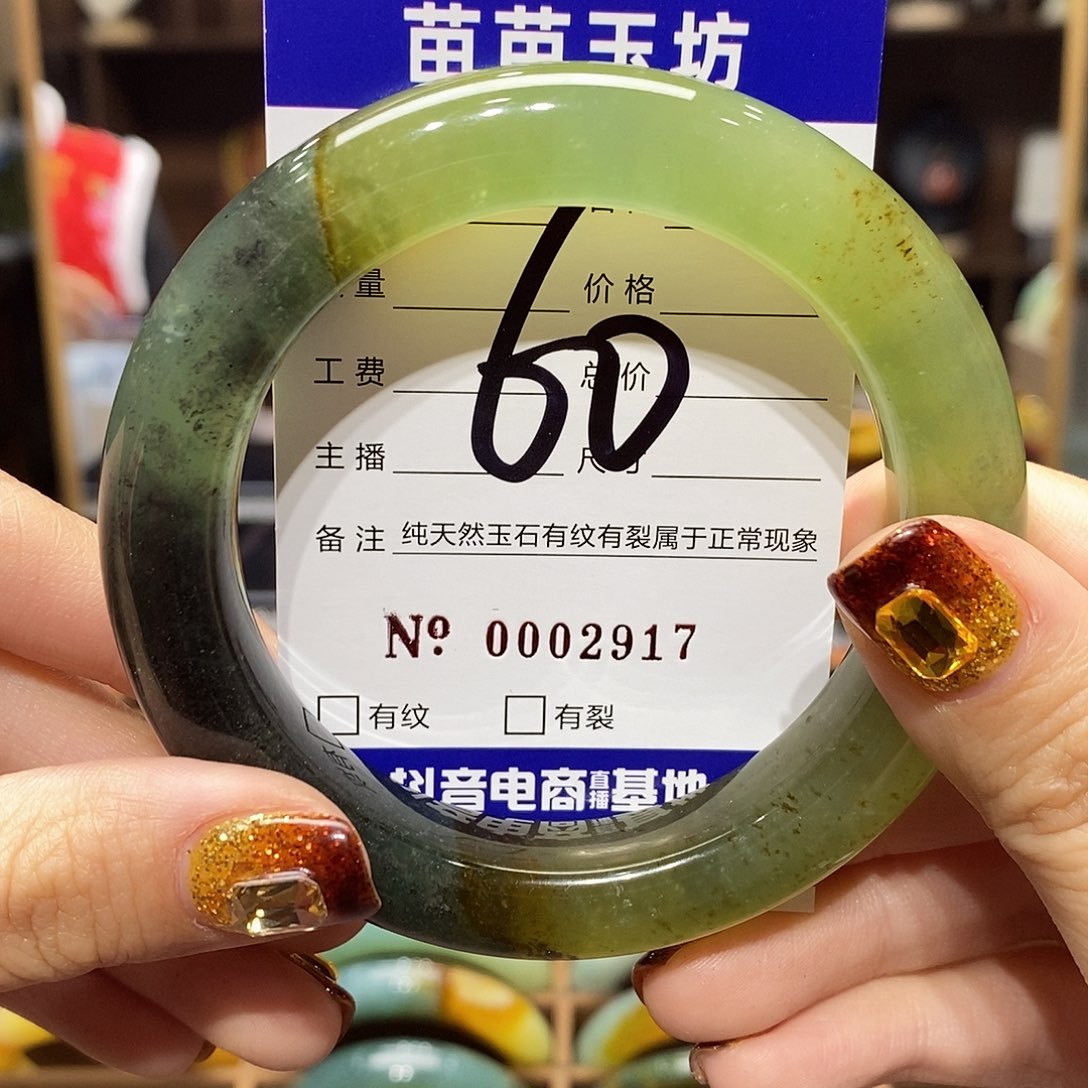 苗苗玉坊
量 价格
60
工费 总价
主播 尺寸
备注 纯天然玉石有纹有裂属于正常现象
Nº 0002917
有纹 有裂
抖音电商直播基地